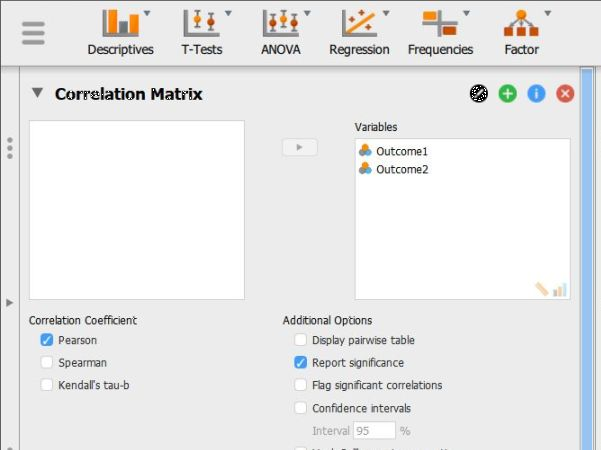 Descriptives T-Tests ANOVA Regression Frequencies Factor
Correlation Matrix
Variables
Outcome1
Outcome2
Correlation Coefficient
Pearson
Spearman
Kendall's tau-b
Additional Options
Display pairwise table
Report significance
Flag significant correlations
Confidence intervals
Interval 95 %